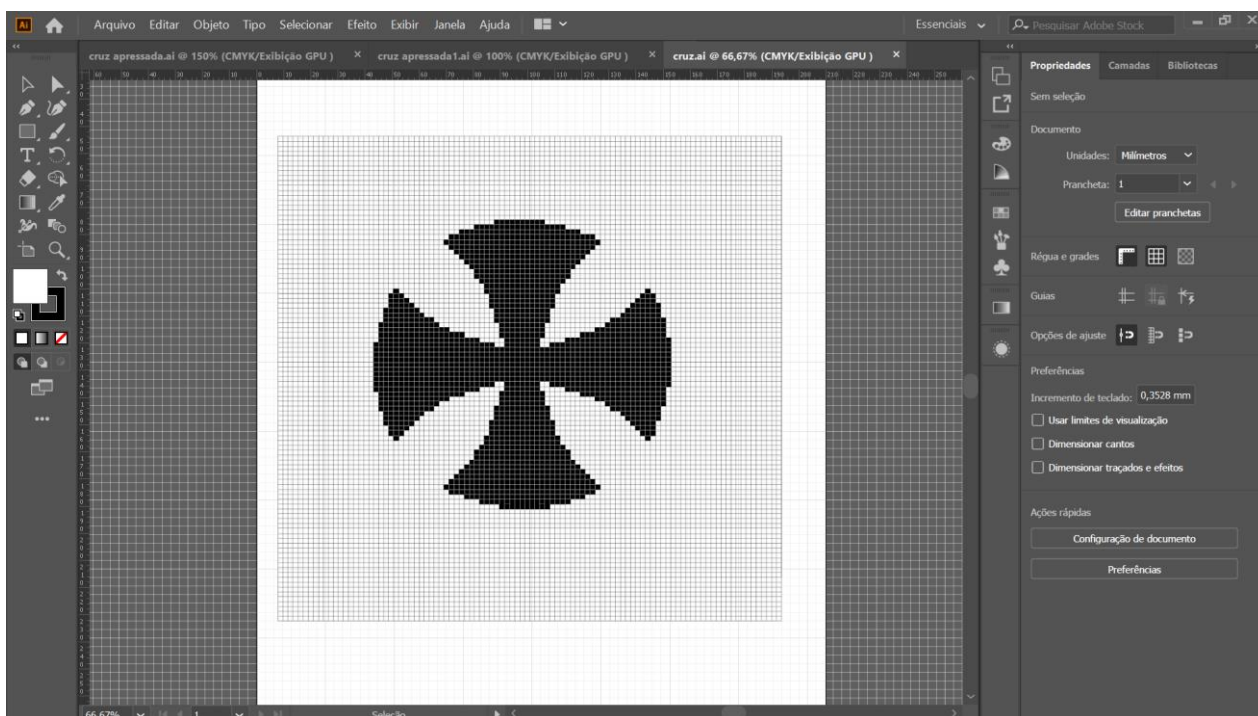 Ai Arquivo Editar Objeto Tipo Selecionar Efeito Exibir Janela Ajuda Essenciais Pesquisar Adobe Stock
cruz apressada.ai @ 150% (CMYK/Exibição GPU ) × cruz apressada1.ai @ 100% (CMYK/Exibição GPU ) × cruz.ai @ 66,67% (CMYK/Exibição GPU ) ×
Propriedades Camadas Bibliotecas
Sem seleção
Documento
Unidades: Milímetros
Prancheta: 1
Editar pranchetas
Régua e grades
Guias
Opções de ajuste
Preferências
Incremento de teclado: 0,3528 mm
Usar limites de visualização
Dimensionar cantos
Dimensionar traçados e efeitos
Ações rápidas
Configuração de documento
Preferências
66,67% 1 Seleção